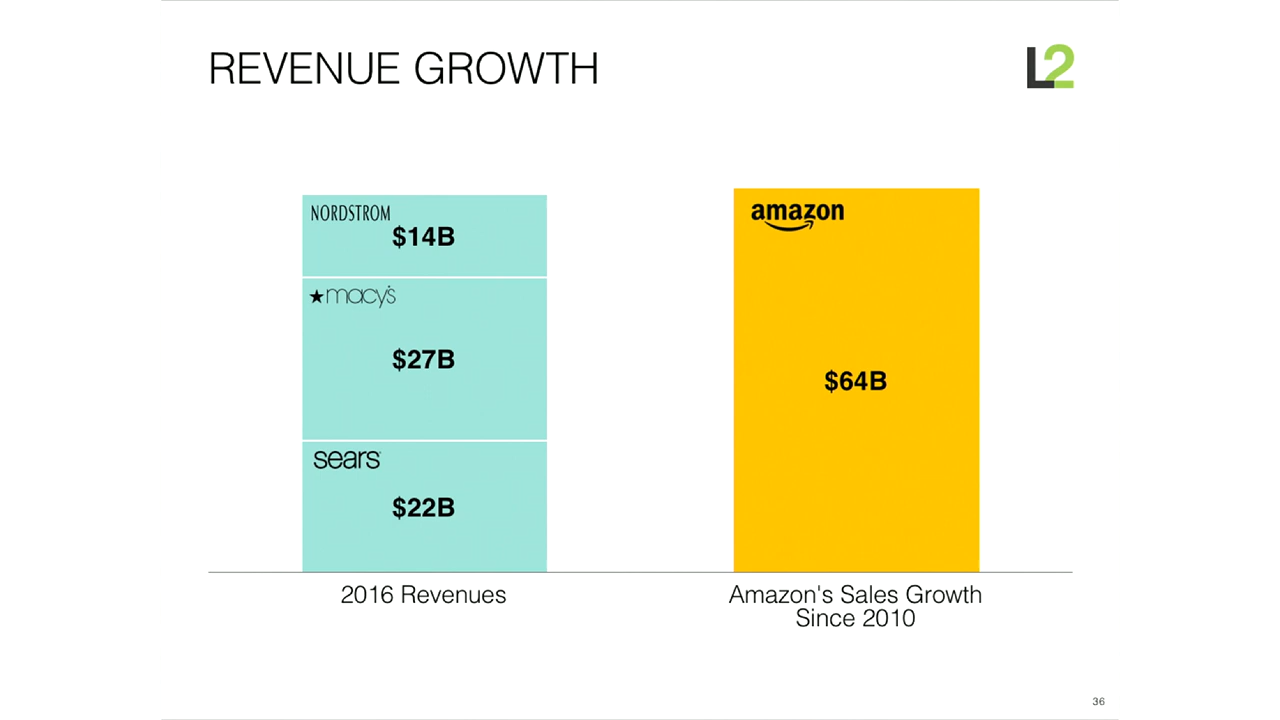 REVENUE GROWTH
L2
NORDSTROM
$14B
macy's
$27B
sears
$22B
amazon
$64B
2016 Revenues
Amazon's Sales Growth
Since 2010
36